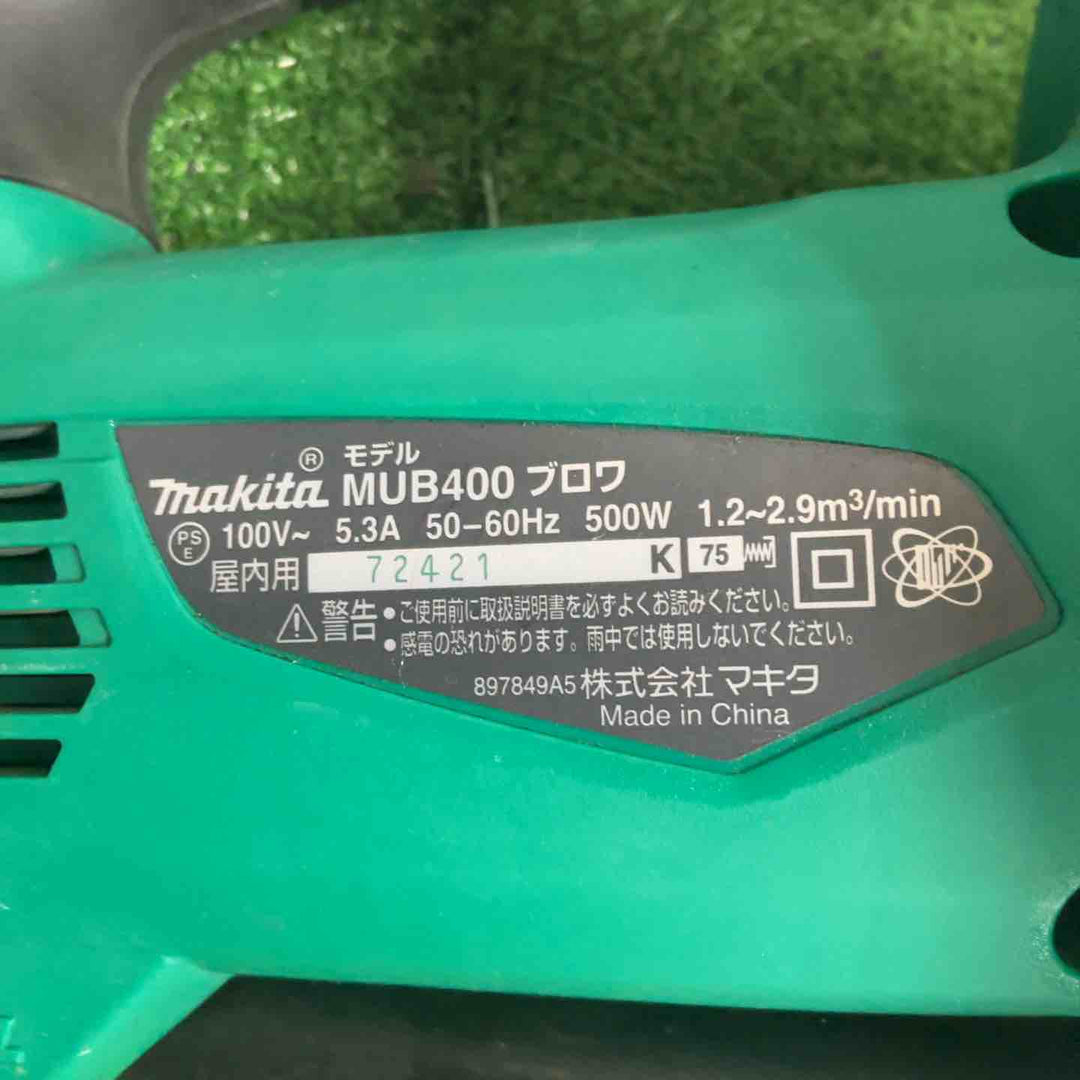 モデル
makita® MUB400 ブロワ
PS E 100V~ 5.3A 50-60Hz 500W 1.2~2.9m³/min
屋内用 72421 K 75
⚠警告 ●ご使用前に取扱説明書を必ずよくお読みください。
●感電の恐れがあります。雨中では使用しないでください。
897849A5 株式会社マキタ
Made in China